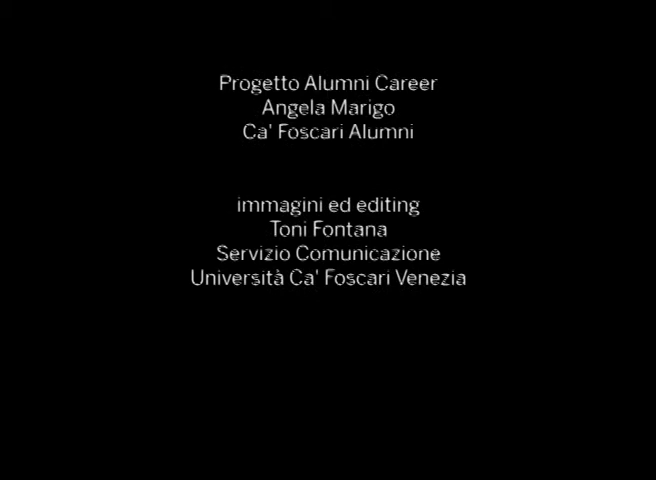 Progetto Alumni Career
Angela Marigo
Ca' Foscari Alumni
immagini ed editing
Toni Fontana
Servizio Comunicazione
Università Ca' Foscari Venezia